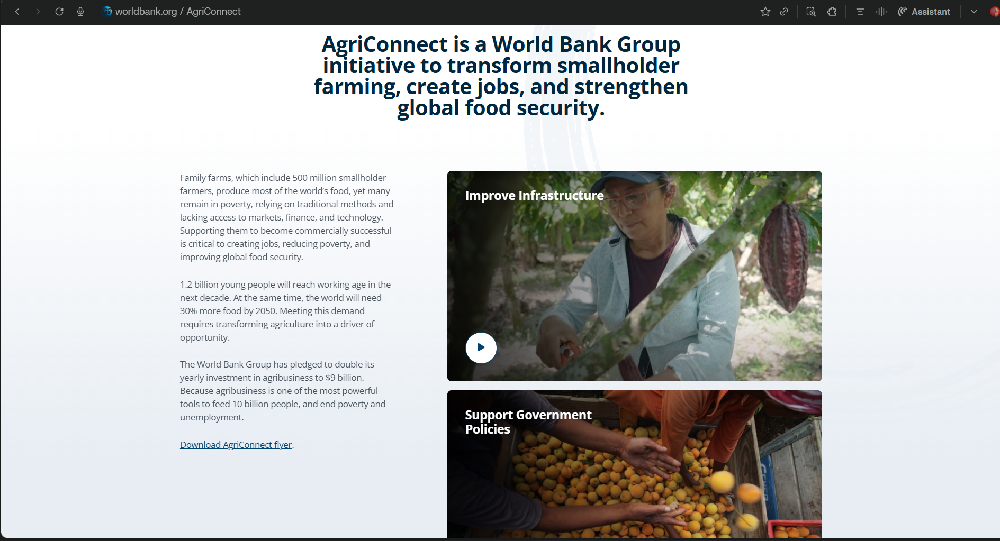 worldbank.org / AgriConnect
Assistant
AgriConnect is a World Bank Group
initiative to transform smallholder
farming, create jobs, and strengthen
global food security.
Family farms, which include 500 million smallholder
farmers, produce most of the world’s food, yet many
remain in poverty, relying on traditional methods and
lacking access to markets, finance, and technology.
Supporting them to become commercially successful
is critical to creating jobs, reducing poverty, and
improving global food security.
1.2 billion young people will reach working age in the
next decade. At the same time, the world will need
30% more food by 2050. Meeting this demand
requires transforming agriculture into a driver of
opportunity.
The World Bank Group has pledged to double its
yearly investment in agribusiness to $9 billion.
Because agribusiness is one of the most powerful
tools to feed 10 billion people, and end poverty and
unemployment.
Download AgriConnect flyer.
Improve Infrastructure
Support Government
Policies